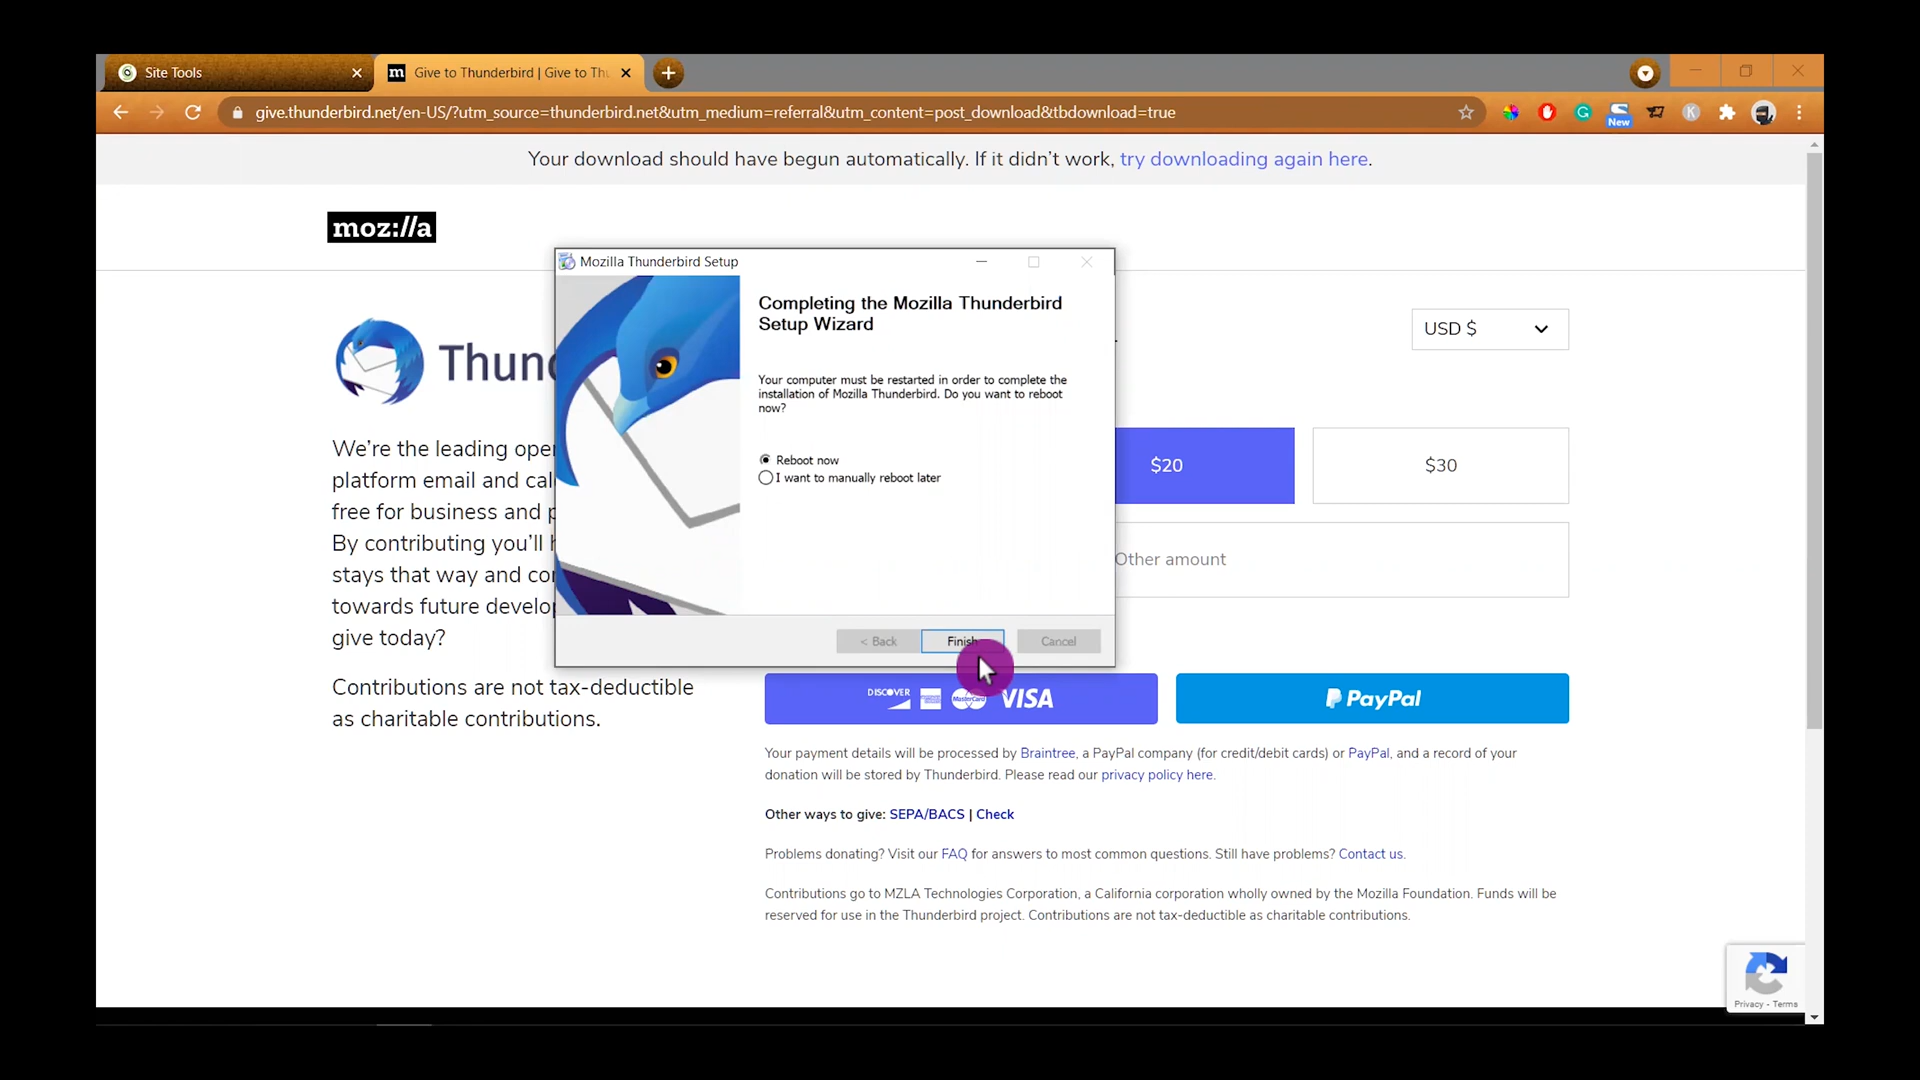 Site Tools
m Give to Thunderbird | Give to Thu
give.thunderbird.net/en-US/?utm_source=thunderbird.net&utm_medium=referral&utm_content=post_download&tbdownload=true
New
K
Your download should have begun automatically. If it didn't work, try downloading again here.
moz://a
Mozilla Thunderbird Setup
Completing the Mozilla Thunderbird
Setup Wizard
Your computer must be restarted in order to complete the
installation of Mozilla Thunderbird. Do you want to reboot
now?
Reboot now
I want to manually reboot later
< Back
Finish
Cancel
Thund
We're the leading ope
platform email and cal
free for business and p
By contributing you'll h
stays that way and co
towards future develop
give today?
Contributions are not tax-deductible
as charitable contributions.
USD $
$20
$30
Other amount
DISCOVER
MasterCard
VISA
PayPal
Your payment details will be processed by Braintree, a PayPal company (for credit/debit cards) or PayPal, and a record of your
donation will be stored by Thunderbird. Please read our privacy policy here.
Other ways to give: SEPA/BACS | Check
Problems donating? Visit our FAQ for answers to most common questions. Still have problems? Contact us.
Contributions go to MZLA Technologies Corporation, a California corporation wholly owned by the Mozilla Foundation. Funds will be
reserved for use in the Thunderbird project. Contributions are not tax-deductible as charitable contributions.
Privacy - Terms